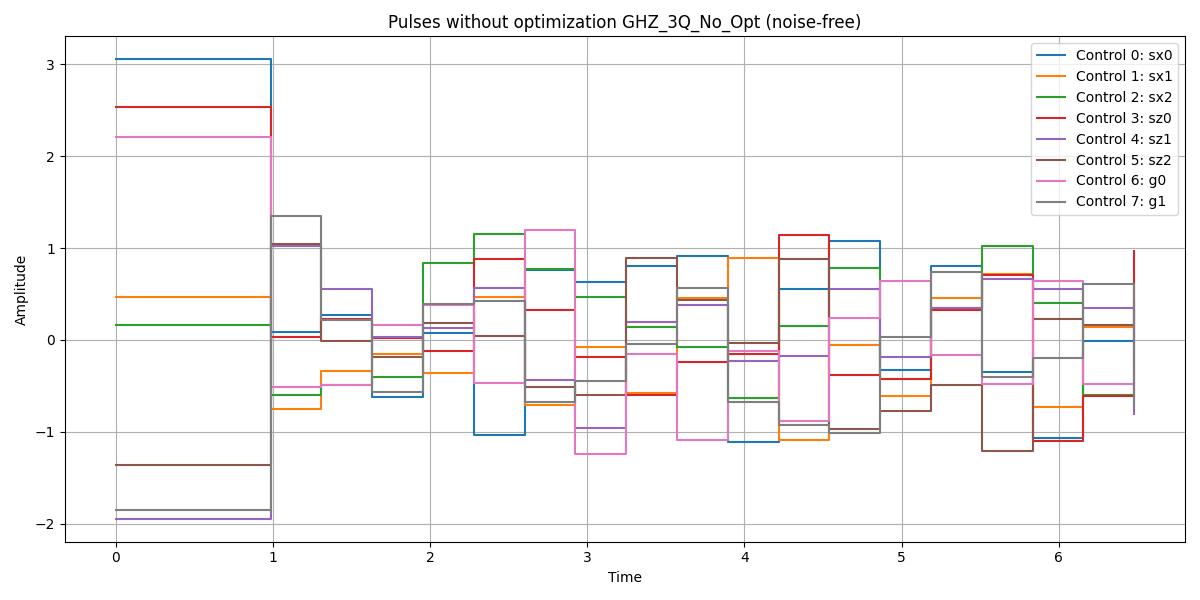 Pulses without optimization GHZ_3Q_No_Opt (noise-free)
3
2
1
0
−1
−2
Amplitude
0
1
2
3
4
5
6
Time
Control 0: sx0
Control 1: sx1
Control 2: sx2
Control 3: sz0
Control 4: sz1
Control 5: sz2
Control 6: g0
Control 7: g1